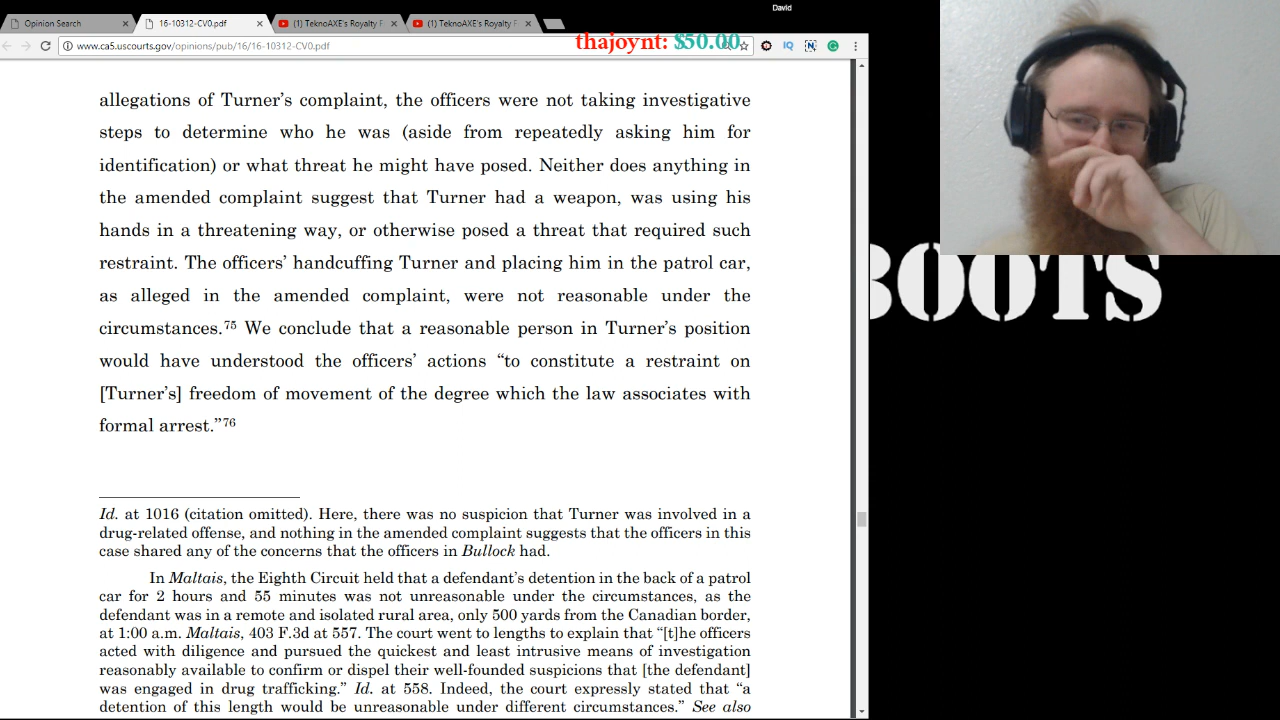 David
Opinion Search
16-10312-CV0.pdf
(1) TeknoAXE's Royalty F
(1) TeknoAXE's Royalty F
www.ca5.uscourts.gov/opinions/pub/16/16-10312-CV0.pdf
thajoynt: $50.00
IQ
N
allegations of Turner’s complaint, the officers were not taking investigative
steps to determine who he was (aside from repeatedly asking him for
identification) or what threat he might have posed. Neither does anything in
the amended complaint suggest that Turner had a weapon, was using his
hands in a threatening way, or otherwise posed a threat that required such
restraint. The officers’ handcuffing Turner and placing him in the patrol car,
as alleged in the amended complaint, were not reasonable under the
circumstances.75 We conclude that a reasonable person in Turner’s position
would have understood the officers’ actions “to constitute a restraint on
[Turner’s] freedom of movement of the degree which the law associates with
formal arrest.”76
Id. at 1016 (citation omitted). Here, there was no suspicion that Turner was involved in a
drug-related offense, and nothing in the amended complaint suggests that the officers in this
case shared any of the concerns that the officers in Bullock had.
In Maltais, the Eighth Circuit held that a defendant’s detention in the back of a patrol
car for 2 hours and 55 minutes was not unreasonable under the circumstances, as the
defendant was in a remote and isolated rural area, only 500 yards from the Canadian border,
at 1:00 a.m. Maltais, 403 F.3d at 557. The court went to lengths to explain that “[t]he officers
acted with diligence and pursued the quickest and least intrusive means of investigation
reasonably available to confirm or dispel their well-founded suspicions that [the defendant]
was engaged in drug trafficking.” Id. at 558. Indeed, the court expressly stated that “a
detention of this length would be unreasonable under different circumstances.” See also
BOOTS